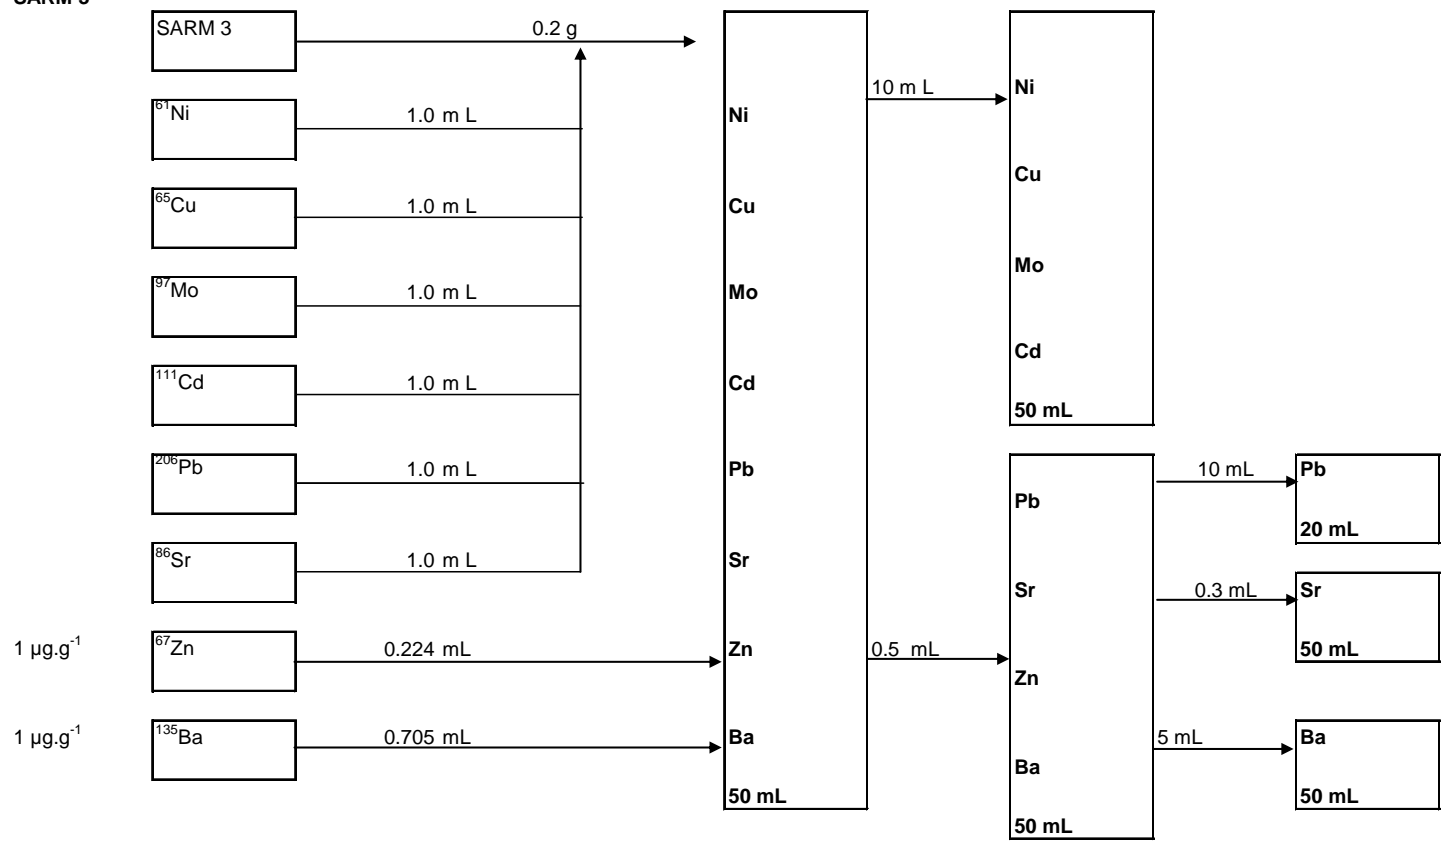 SARM 3
SARM 3
0.2 g
⁶¹Ni
1.0 m L
⁶⁵Cu
1.0 m L
⁹⁷Mo
1.0 m L
¹¹¹Cd
1.0 m L
²⁰⁶Pb
1.0 m L
⁸⁶Sr
1.0 m L
1 µg.g⁻¹
⁶⁷Zn
0.224 mL
1 µg.g⁻¹
¹³⁵Ba
0.705 mL
Ni
Cu
Mo
Cd
Pb
Sr
Zn
Ba
50 mL
10 m L
Ni
Cu
Mo
Cd
50 mL
0.5 mL
Pb
Sr
Zn
Ba
50 mL
10 mL
Pb
20 mL
0.3 mL
Sr
50 mL
5 mL
Ba
50 mL